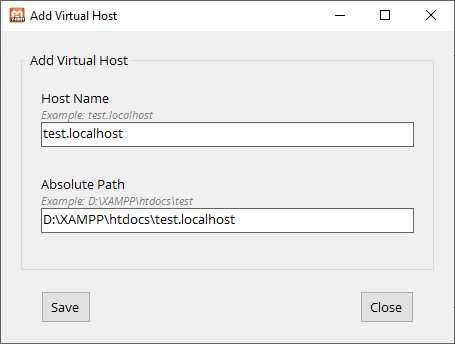 Add Virtual Host
Add Virtual Host
Host Name
Example: test.localhost
test.localhost
Absolute Path
Example: D:\XAMPP\htdocs\test
D:\XAMPP\htdocs\test.localhost
Save
Close